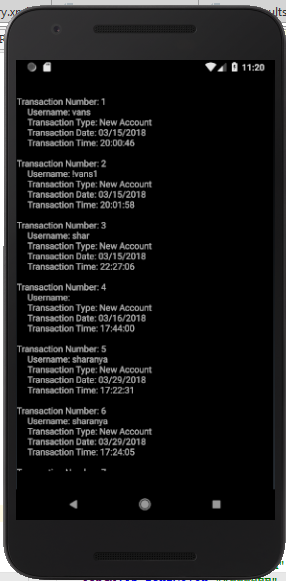 ry.xm
ults
11:20
Transaction Number: 1
Username: vans
Transaction Type: New Account
Transaction Date: 03/15/2018
Transaction Time: 20:00:46
Transaction Number: 2
Username: !vans1
Transaction Type: New Account
Transaction Date: 03/15/2018
Transaction Time: 20:01:58
Transaction Number: 3
Username: shar
Transaction Type: New Account
Transaction Date: 03/15/2018
Transaction Time: 22:27:06
Transaction Number: 4
Username:
Transaction Type: New Account
Transaction Date: 03/16/2018
Transaction Time: 17:44:00
Transaction Number: 5
Username: sharanya
Transaction Type: New Account
Transaction Date: 03/29/2018
Transaction Time: 17:22:31
Transaction Number: 6
Username: sharanya
Transaction Type: New Account
Transaction Date: 03/29/2018
Transaction Time: 17:24:05